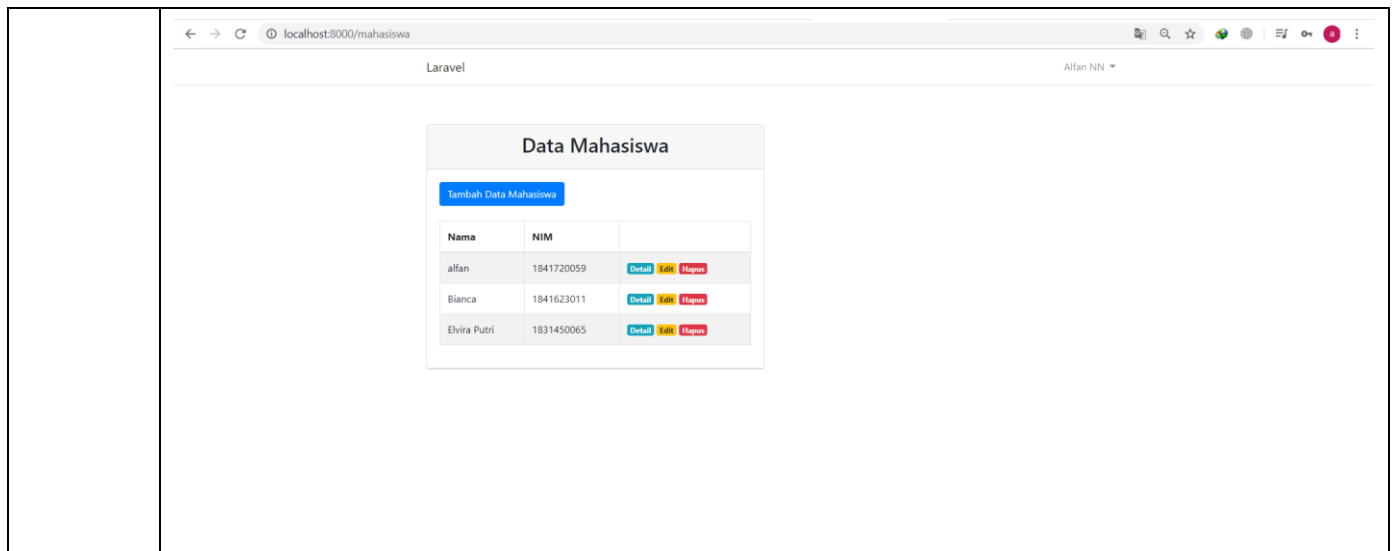 localhost:8000/mahasiswa
a
Laravel Alfan NN
Data Mahasiswa
Tambah Data Mahasiswa
Nama NIM
alfan 1841720059 Detail Edit Hapus
Bianca 1841623011 Detail Edit Hapus
Elvira Putri 1831450065 Detail Edit Hapus